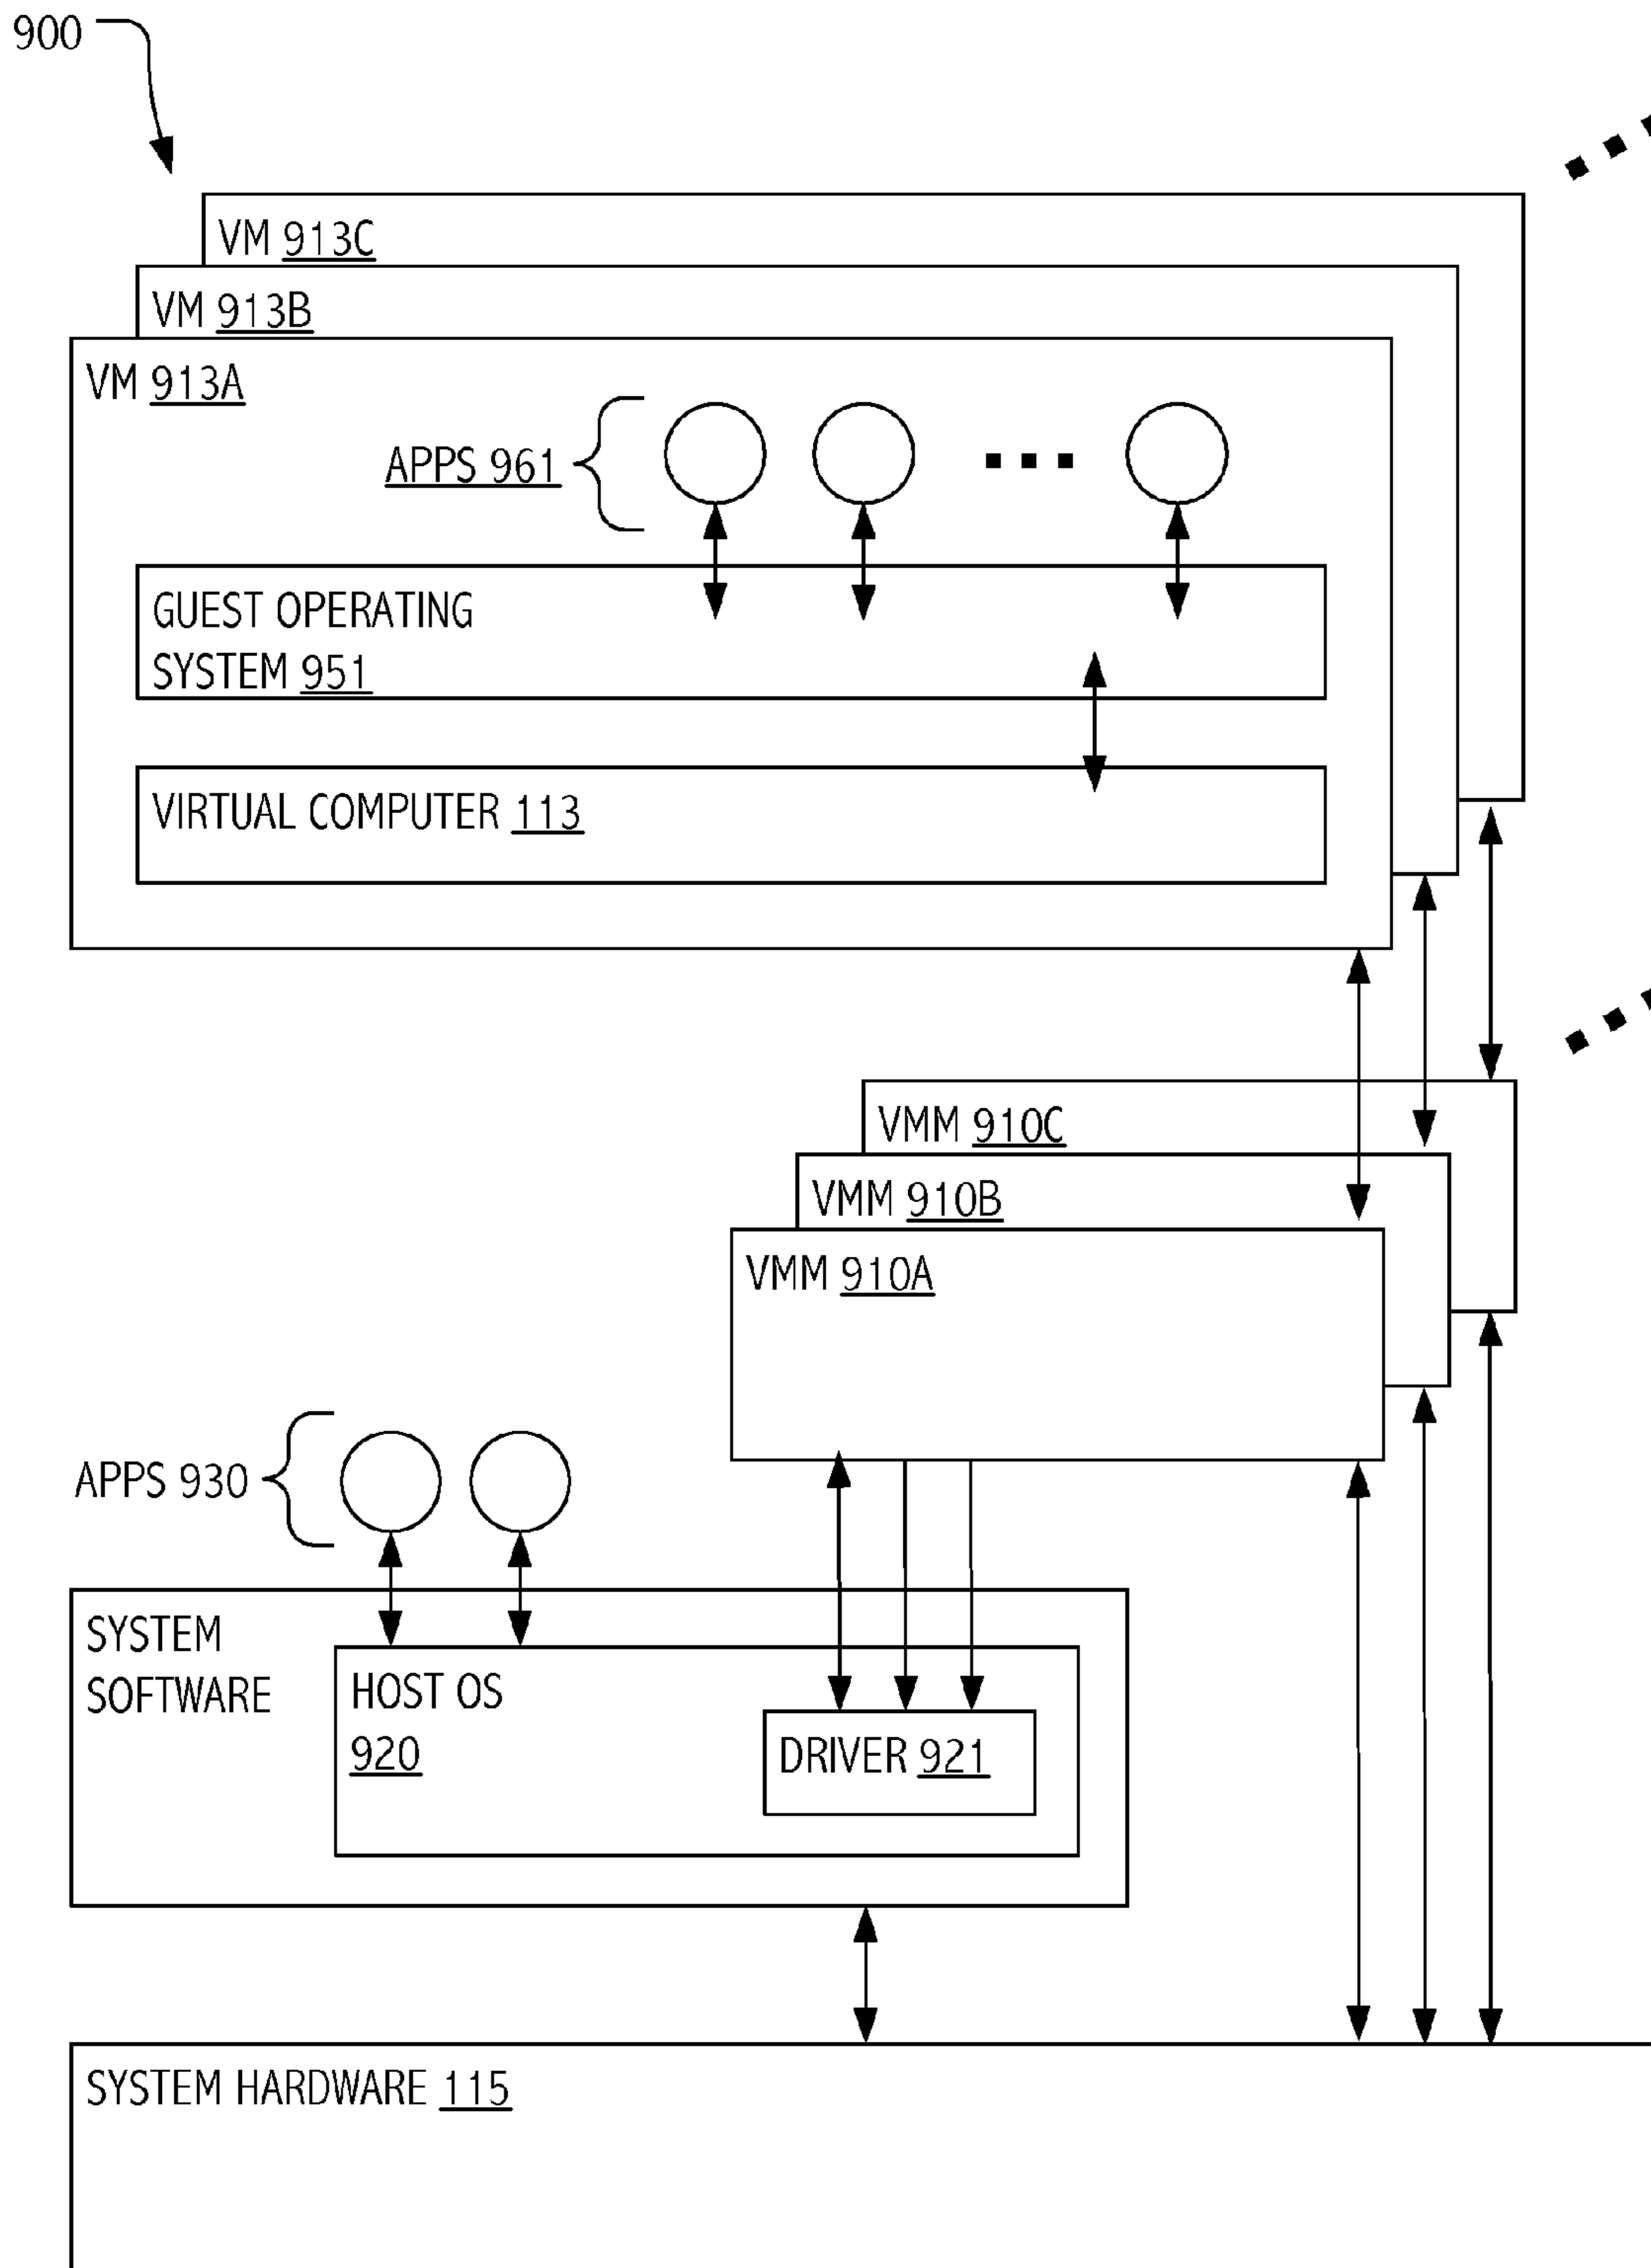 900
VM 913C
VM 913B
VM 913A
APPS 961
GUEST OPERATING
SYSTEM 951
VIRTUAL COMPUTER 113
VMM 910C
VMM 910B
VMM 910A
APPS 930
SYSTEM
SOFTWARE
HOST OS
920
DRIVER 921
SYSTEM HARDWARE 115